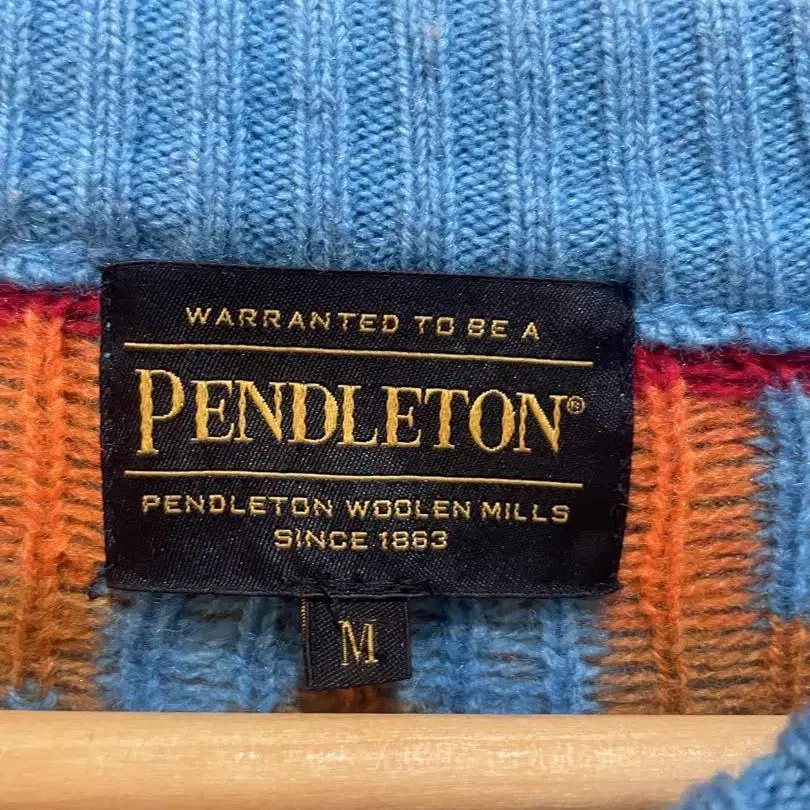 WARRANTED TO BE A
PENDLETON®
PENDLETON WOOLEN MILLS
SINCE 1863
M